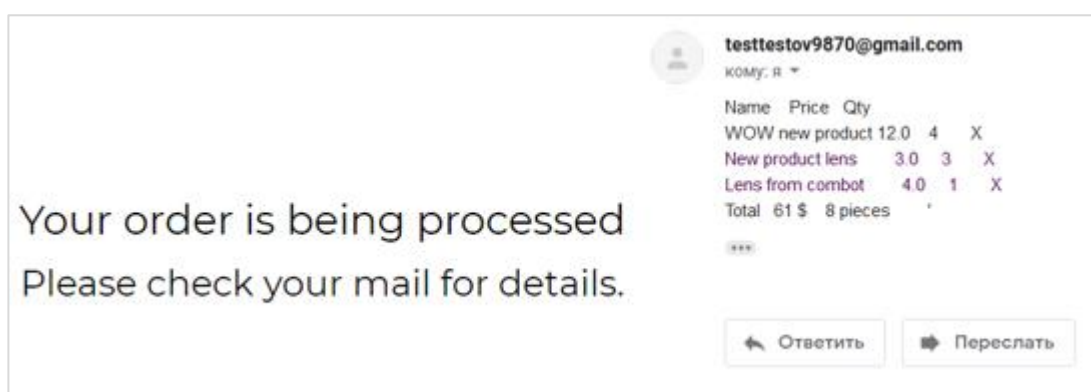 Your order is being processed
Please check your mail for details.
testtestov9870@gmail.com
кому: я
Name Price Qty
WOW new product 12.0 4 X
New product lens 3.0 3 X
Lens from combot 4.0 1 X
Total 61 $ 8 pieces
Ответить
Переслать